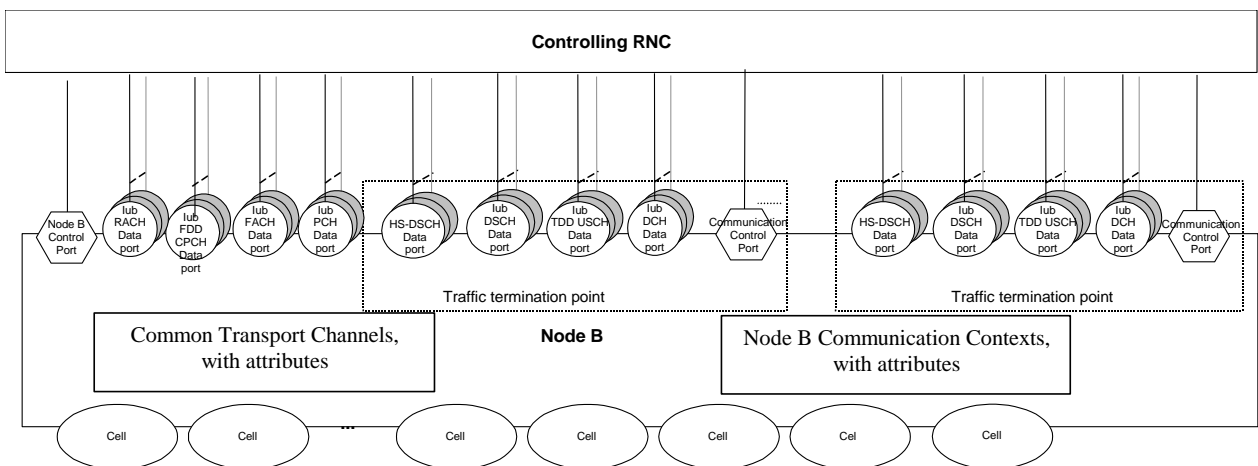 Controlling RNC
Node B
Control
Port
Iub
RACH
Data
port
Iub
FDD
CPCH
Data
port
Iub
FACH
Data
port
Iub
PCH
Data
port
HS-DSCH
Data
port
Iub
DSCH
Data
port
Iub
TDD USCH
Data
port
Iub
DCH
Data
port
Communication
Control
Port
........
HS-DSCH
Data
port
Iub
DSCH
Data
port
Iub
TDD USCH
Data
port
Iub
DCH
Data
port
Communication
Control
Port
Traffic termination point
Traffic termination point
Common Transport Channels,
with attributes
Node B
Node B Communication Contexts,
with attributes
Cell
Cell
...
Cell
Cell
Cell
Cel
Cell